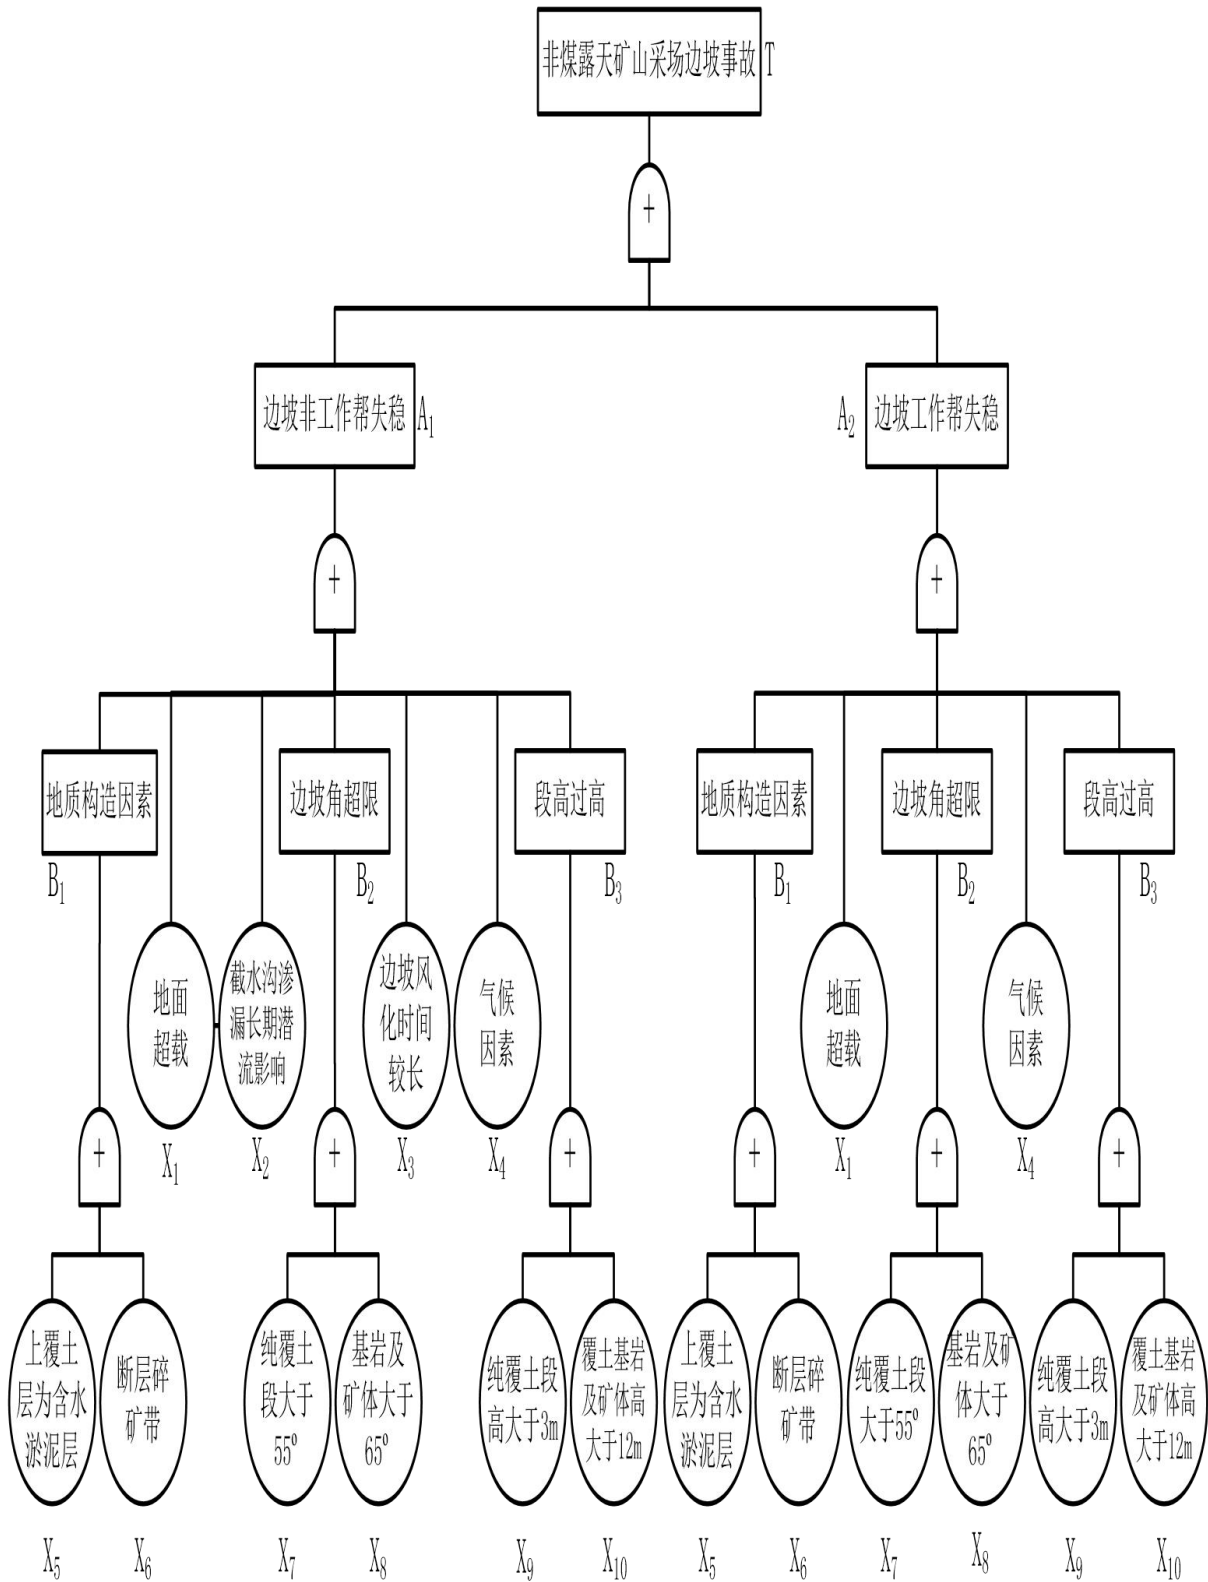 非煤露天矿山采场边坡事故 T
+
边坡非工作帮失稳 A1
A2 边坡工作帮失稳
+
+
地质构造因素
边坡角超限
段高过高
地质构造因素
边坡角超限
段高过高
B1
B2
B3
B1
B2
B3
地面
超载
截水沟渗
漏长期潜
流影响
边坡风
化时间
较长
气候
因素
地面
超载
气候
因素
X1
X2
X3
X4
X1
X4
+
+
+
+
+
+
上覆土
层为含水
淤泥层
断层碎
矿带
纯覆土
段大于
55°
基岩及
矿体大于
65°
纯覆土段
高大于3m
覆土基岩
及矿体高
大于12m
上覆土
层为含水
淤泥层
断层碎
矿带
纯覆土段
大于55°
基岩及矿
体大于
65°
纯覆土段
高大于3m
覆土基岩
及矿体高
大于12m
X5
X6
X7
X8
X9
X10
X5
X6
X7
X8
X9
X10